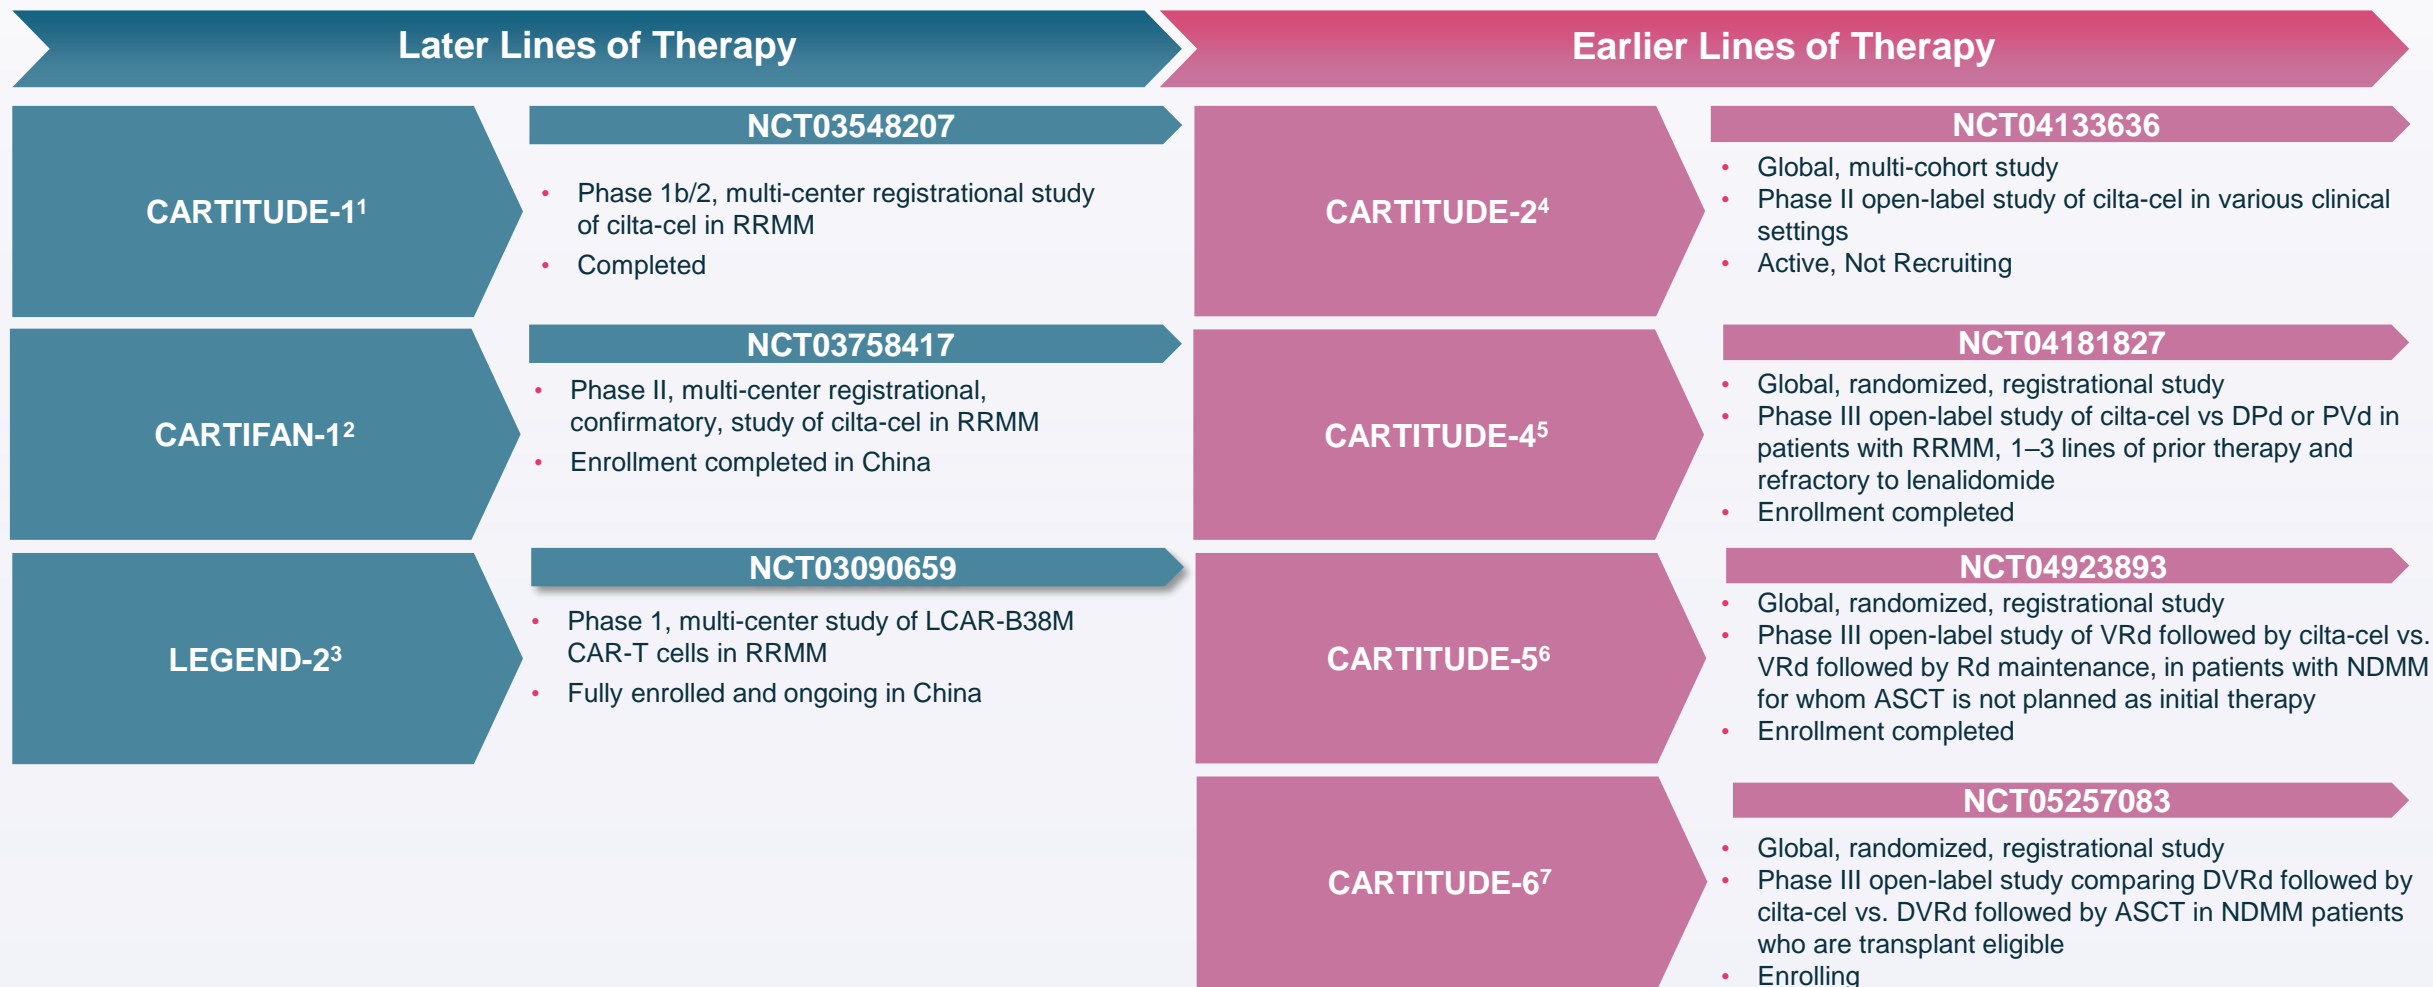 Later Lines of Therapy
CARTITUDE-1¹
NCT03548207
• Phase 1b/2, multi-center registrational study
of cilta-cel in RRMM
• Completed
CARTIFAN-1²
NCT03758417
• Phase II, multi-center registrational,
confirmatory, study of cilta-cel in RRMM
• Enrollment completed in China
LEGEND-2³
NCT03090659
• Phase 1, multi-center study of LCAR-B38M
CAR-T cells in RRMM
• Fully enrolled and ongoing in China
Earlier Lines of Therapy
CARTITUDE-2⁴
NCT04133636
• Global, multi-cohort study
• Phase II open-label study of cilta-cel in various clinical
settings
• Active, Not Recruiting
CARTITUDE-4⁵
NCT04181827
• Global, randomized, registrational study
• Phase III open-label study of cilta-cel vs DPd or PVd in
patients with RRMM, 1–3 lines of prior therapy and
refractory to lenalidomide
• Enrollment completed
CARTITUDE-5⁶
NCT04923893
• Global, randomized, registrational study
• Phase III open-label study of VRd followed by cilta-cel vs.
VRd followed by Rd maintenance, in patients with NDMM
for whom ASCT is not planned as initial therapy
• Enrollment completed
CARTITUDE-6⁷
NCT05257083
• Global, randomized, registrational study
• Phase III open-label study comparing DVRd followed by
cilta-cel vs. DVRd followed by ASCT in NDMM patients
who are transplant eligible
• Enrolling